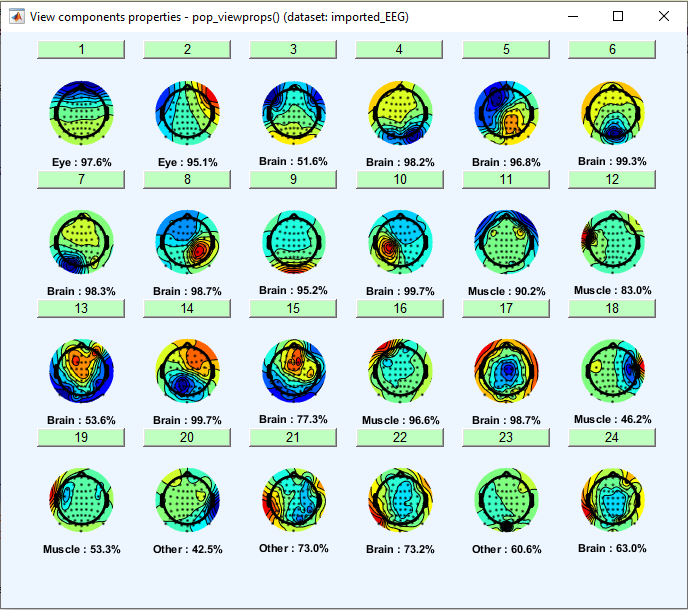 View components properties - pop_viewprops() (dataset: imported_EEG)
1 2 3 4 5 6
Eye : 97.6% Eye : 95.1% Brain : 51.6% Brain : 98.2% Brain : 96.8% Brain : 99.3%
7 8 9 10 11 12
Brain : 98.3% Brain : 98.7% Brain : 95.2% Brain : 99.7% Muscle : 90.2% Muscle : 83.0%
13 14 15 16 17 18
Brain : 53.6% Brain : 99.7% Brain : 77.3% Muscle : 96.6% Brain : 98.7% Muscle : 46.2%
19 20 21 22 23 24
Muscle : 53.3% Other : 42.5% Other : 73.0% Brain : 73.2% Other : 60.6% Brain : 63.0%